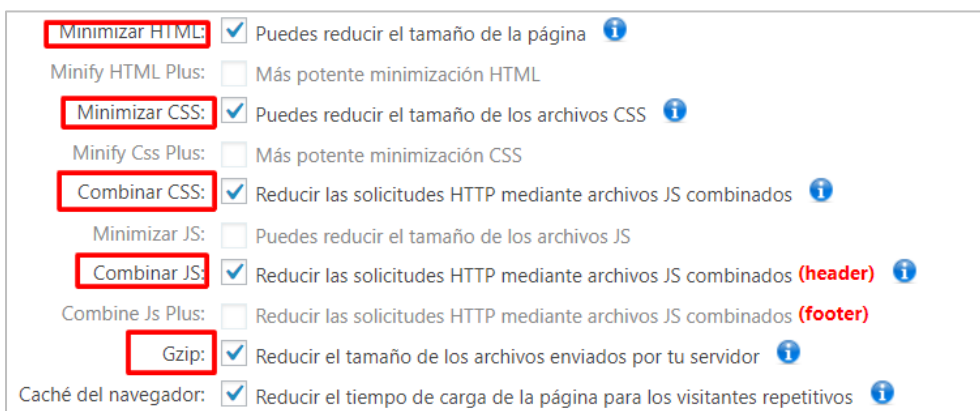 Minimizar HTML: Puedes reducir el tamaño de la página
Minify HTML Plus: Más potente minimización HTML
Minimizar CSS: Puedes reducir el tamaño de los archivos CSS
Minify Css Plus: Más potente minimización CSS
Combinar CSS: Reducir las solicitudes HTTP mediante archivos JS combinados
Minimizar JS: Puedes reducir el tamaño de los archivos JS
Combinar JS: Reducir las solicitudes HTTP mediante archivos JS combinados (header)
Combine Js Plus: Reducir las solicitudes HTTP mediante archivos JS combinados (footer)
Gzip: Reducir el tamaño de los archivos enviados por tu servidor
Caché del navegador: Reducir el tiempo de carga de la página para los visitantes repetitivos